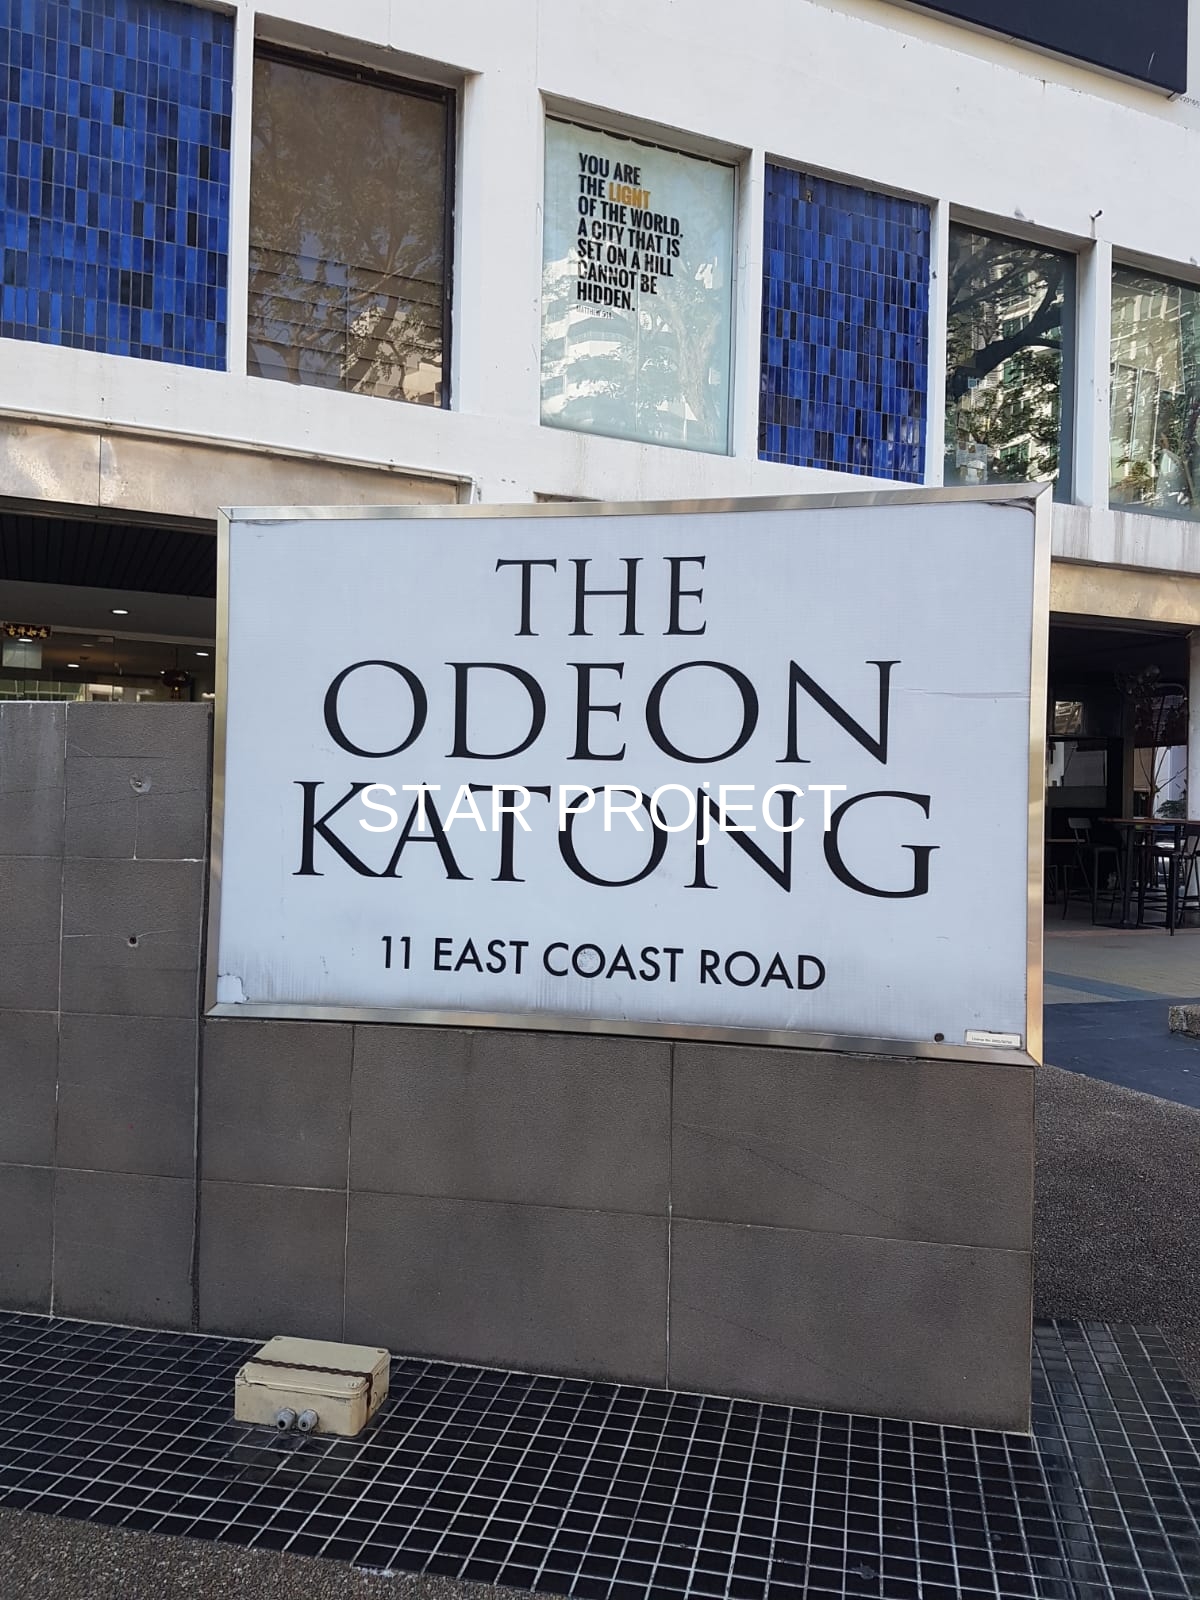 YOU ARE
THE LIGHT
OF THE WORLD.
A CITY THAT IS
SET ON A HILL
CANNOT BE
HIDDEN.
THE
ODEON
KATONG
STAR PROjECT
11 EAST COAST ROAD